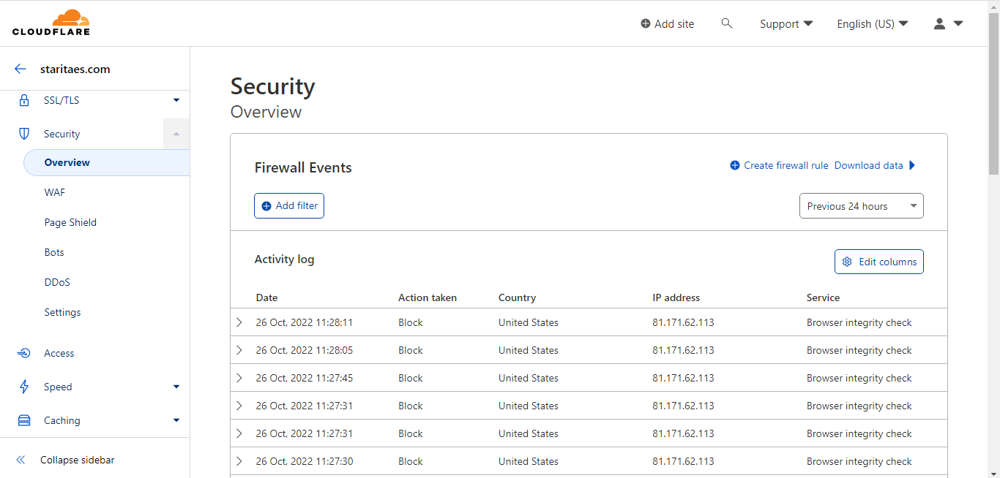 CLOUDFLARE
Add site
Support
English (US)
staritaes.com
SSL/TLS
Security
Overview
WAF
Page Shield
Bots
DDoS
Settings
Access
Speed
Caching
Collapse sidebar
Security
Overview
Firewall Events
Create firewall rule Download data
Add filter
Previous 24 hours
Activity log
Edit columns
Date Action taken Country IP address Service
26 Oct, 2022 11:28:11 Block United States 81.171.62.113 Browser integrity check
26 Oct, 2022 11:28:05 Block United States 81.171.62.113 Browser integrity check
26 Oct, 2022 11:27:45 Block United States 81.171.62.113 Browser integrity check
26 Oct, 2022 11:27:31 Block United States 81.171.62.113 Browser integrity check
26 Oct, 2022 11:27:31 Block United States 81.171.62.113 Browser integrity check
26 Oct, 2022 11:27:30 Block United States 81.171.62.113 Browser integrity check